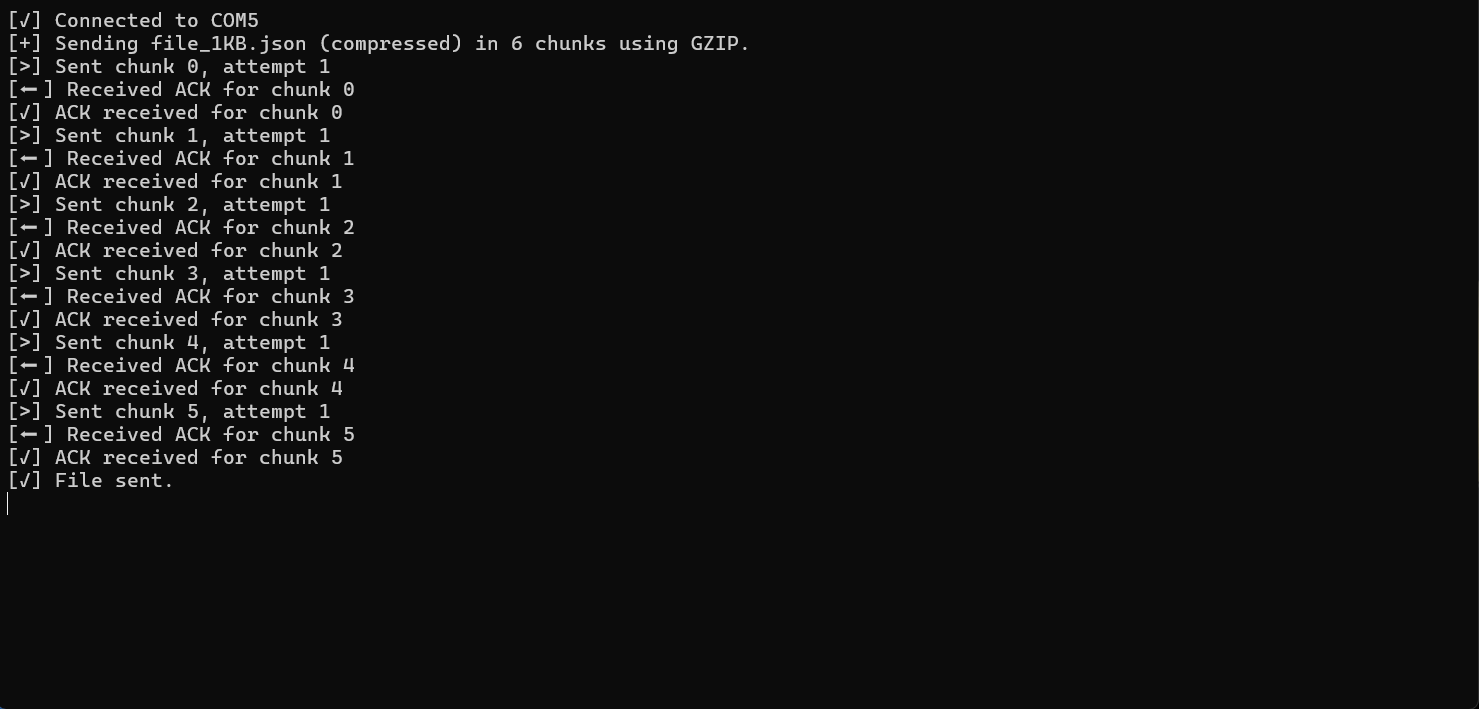 [√] Connected to COM5
[+] Sending file_1KB.json (compressed) in 6 chunks using GZIP.
[>] Sent chunk 0, attempt 1
[←] Received ACK for chunk 0
[√] ACK received for chunk 0
[>] Sent chunk 1, attempt 1
[←] Received ACK for chunk 1
[√] ACK received for chunk 1
[>] Sent chunk 2, attempt 1
[←] Received ACK for chunk 2
[√] ACK received for chunk 2
[>] Sent chunk 3, attempt 1
[←] Received ACK for chunk 3
[√] ACK received for chunk 3
[>] Sent chunk 4, attempt 1
[←] Received ACK for chunk 4
[√] ACK received for chunk 4
[>] Sent chunk 5, attempt 1
[←] Received ACK for chunk 5
[√] ACK received for chunk 5
[√] File sent.